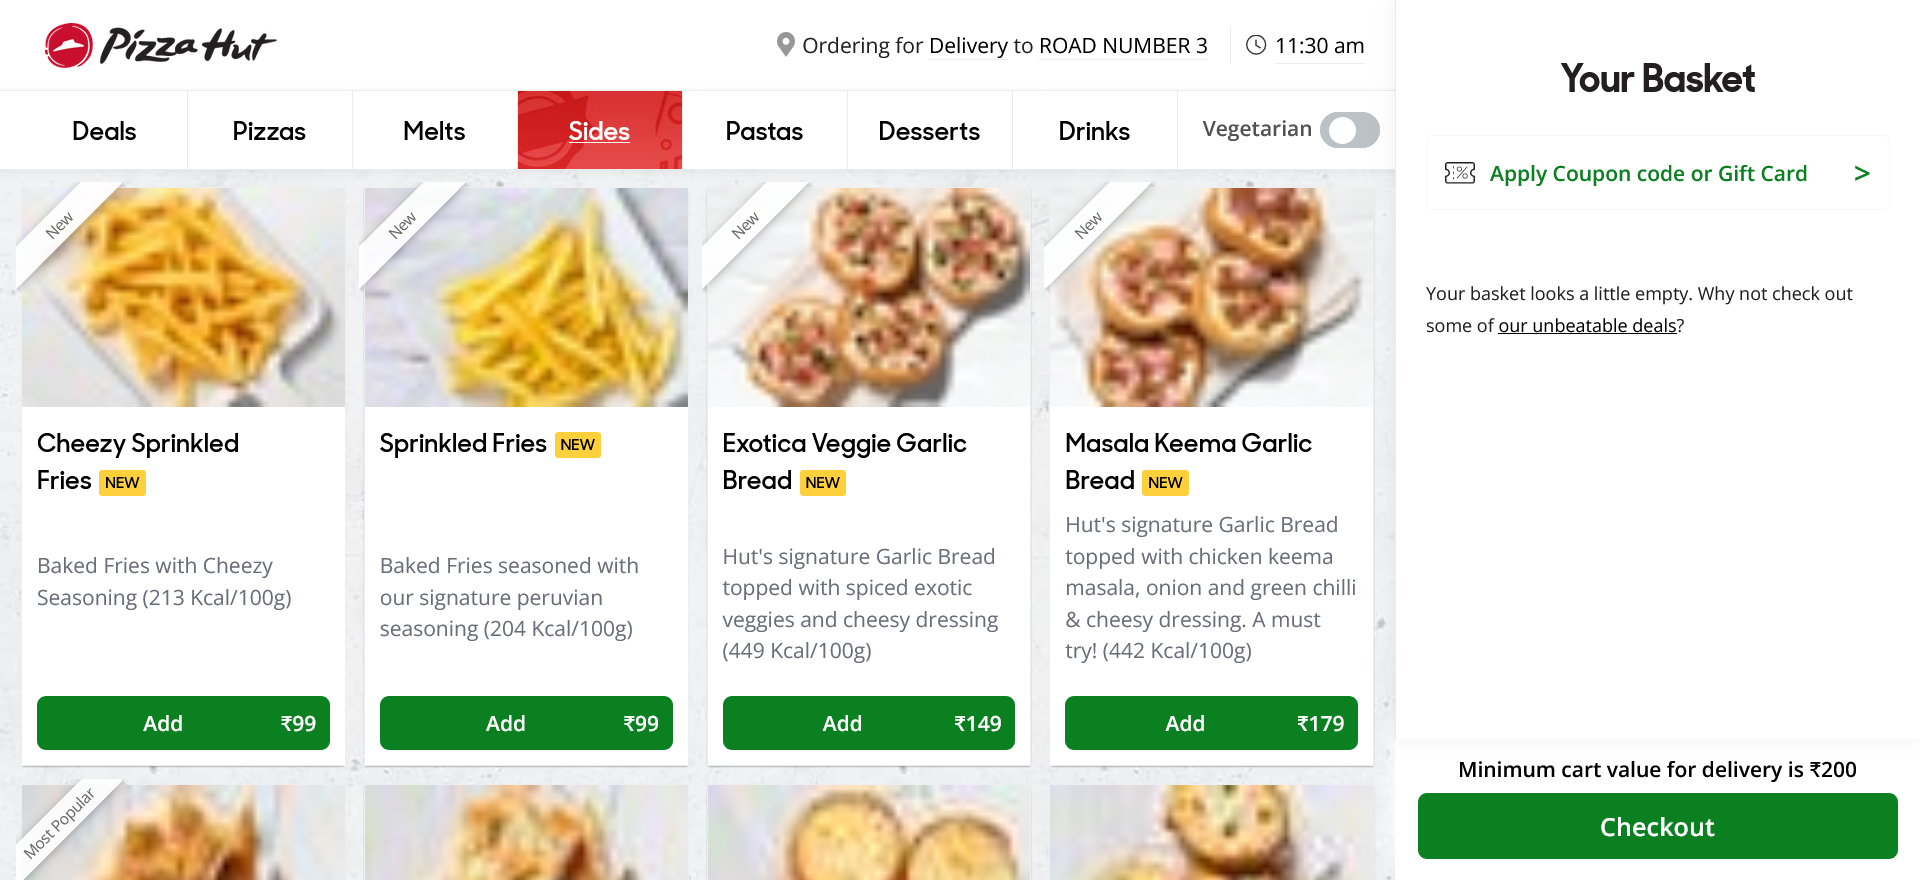 Pizza Hut
Ordering for Delivery to ROAD NUMBER 3
11:30 am
Deals
Pizzas
Melts
Sides
Pastas
Desserts
Drinks
Vegetarian
New
Cheezy Sprinkled
Fries NEW
Baked Fries with Cheezy
Seasoning (213 Kcal/100g)
Add ₹99
New
Sprinkled Fries NEW
Baked Fries seasoned with
our signature peruvian
seasoning (204 Kcal/100g)
Add ₹99
New
Exotica Veggie Garlic
Bread NEW
Hut's signature Garlic Bread
topped with spiced exotic
veggies and cheesy dressing
(449 Kcal/100g)
Add ₹149
New
Masala Keema Garlic
Bread NEW
Hut's signature Garlic Bread
topped with chicken keema
masala, onion and green chilli
& cheesy dressing. A must
try! (442 Kcal/100g)
Add ₹179
Most Popular
Your Basket
Apply Coupon code or Gift Card >
Your basket looks a little empty. Why not check out
some of our unbeatable deals?
Minimum cart value for delivery is ₹200
Checkout